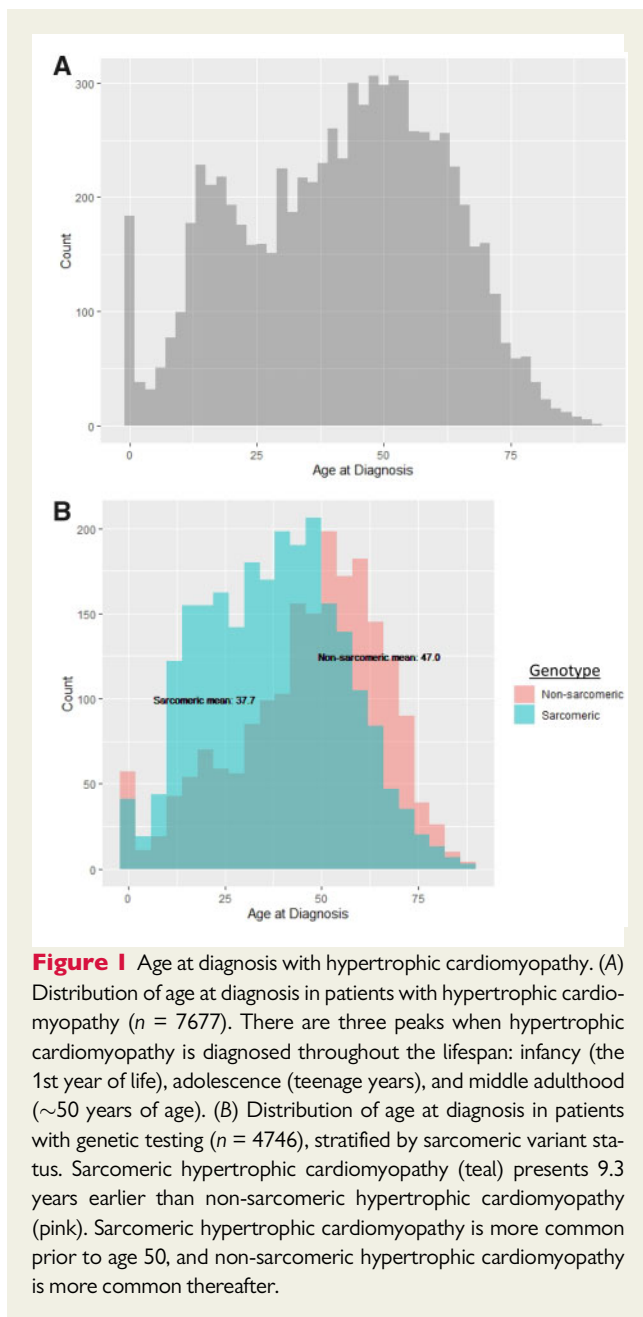 A
300
200
100
0
Count
0 25 50 75
Age at Diagnosis
B
200
150
100
50
0
Count
Non-sarcomeric mean: 47.0
Sarcomeric mean: 37.7
0 25 50 75
Age at Diagnosis
Genotype
Non-sarcomeric
Sarcomeric
Figure 1 Age at diagnosis with hypertrophic cardiomyopathy. (A)
Distribution of age at diagnosis in patients with hypertrophic cardio-
myopathy (n = 7677). There are three peaks when hypertrophic
cardiomyopathy is diagnosed throughout the lifespan: infancy (the
1st year of life), adolescence (teenage years), and middle adulthood
(∼50 years of age). (B) Distribution of age at diagnosis in patients
with genetic testing (n = 4746), stratified by sarcomeric variant sta-
tus. Sarcomeric hypertrophic cardiomyopathy (teal) presents 9.3
years earlier than non-sarcomeric hypertrophic cardiomyopathy
(pink). Sarcomeric hypertrophic cardiomyopathy is more common
prior to age 50, and non-sarcomeric hypertrophic cardiomyopathy
is more common thereafter.